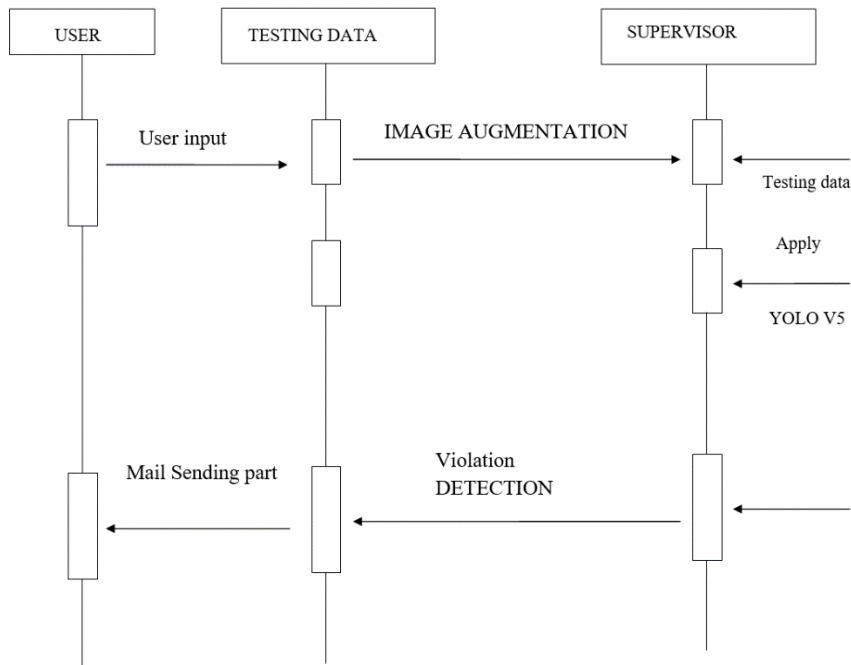 USER
TESTING DATA
SUPERVISOR
User input
IMAGE AUGMENTATION
Testing data
Apply
YOLO V5
Mail Sending part
Violation
DETECTION